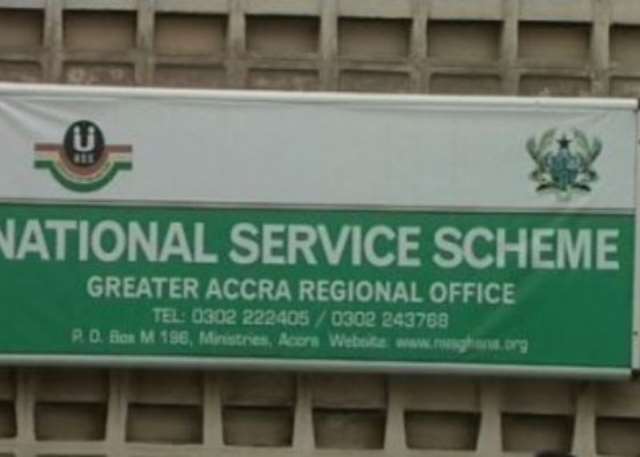 NSS
NATIONAL SERVICE SCHEME
GREATER ACCRA REGIONAL OFFICE
TEL: 0302 222405 / 0302 243768
P. O. Box M 196, Ministries, Accra Website: www.nssghana.org